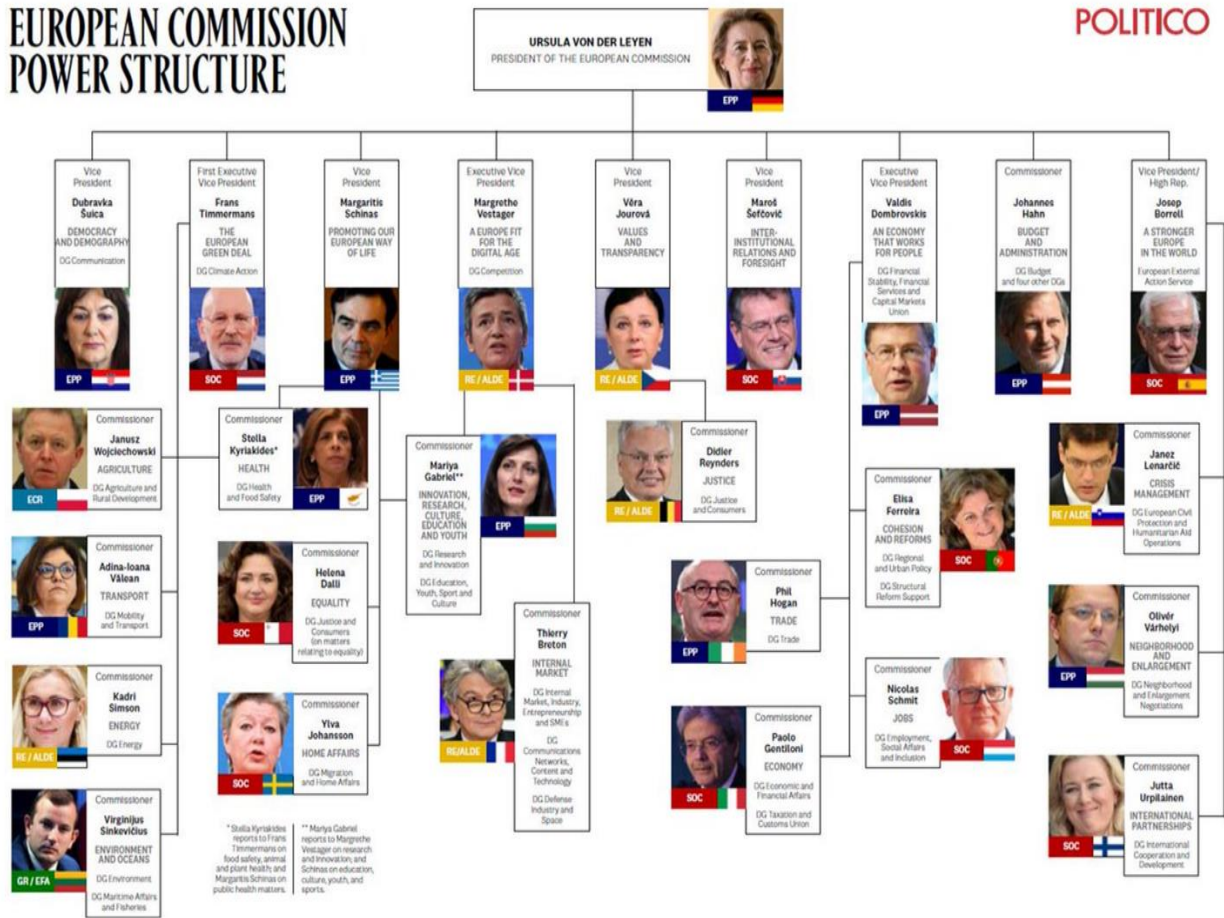 EUROPEAN COMMISSION
POWER STRUCTURE
POLITICO
URSULA VON DER LEYEN
PRESIDENT OF THE EUROPEAN COMMISSION
EPP
Vice
President
Dubravka
Šuica
DEMOCRACY
AND DEMOGRAPHY
DG Communication
EPP
First Executive
Vice President
Frans
Timmermans
THE
EUROPEAN
GREEN DEAL
DG Climate Action
SOC
Vice
President
Margaritis
Schinas
PROMOTING OUR
EUROPEAN WAY
OF LIFE
EPP
Executive Vice
President
Margrethe
Vestager
A EUROPE FIT
FOR THE
DIGITAL AGE
DG Competition
RE / ALDE
Vice
President
Věra
Jourová
VALUES
AND
TRANSPARENCY
RE / ALDE
Vice
President
Maroš
Šefčovič
INTER-
INSTITUTIONAL
RELATIONS AND
FORESIGHT
SOC
Executive
Vice President
Valdis
Dombrovskis
AN ECONOMY
THAT WORKS
FOR PEOPLE
DG Financial
Stability, Financial
Services and
Capital Markets
Union
EPP
Commissioner
Johannes
Hahn
BUDGET
AND
ADMINISTRATION
DG Budget
and four other DGs
EPP
Vice President/
High Rep.
Josep
Borrell
A STRONGER
EUROPE
IN THE WORLD
European External
Action Service
SOC
Commissioner
Janusz
Wojciechowski
AGRICULTURE
DG Agriculture and
Rural Development
ECR
Commissioner
Stella
Kyriakides*
HEALTH
DG Health
and Food Safety
EPP
Commissioner
Mariya
Gabriel**
INNOVATION,
RESEARCH,
CULTURE,
EDUCATION
AND YOUTH
DG Research
and Innovation
DG Education,
Youth, Sport and
Culture
EPP
Commissioner
Didier
Reynders
JUSTICE
DG Justice
and Consumers
RE / ALDE
Commissioner
Elisa
Ferreira
COHESION
AND REFORMS
DG Regional
and Urban Policy
DG Structural
Reform Support
SOC
Commissioner
Janez
Lenarčič
CRISIS
MANAGEMENT
DG European Civil
Protection and
Humanitarian Aid
Operations
RE / ALDE
Commissioner
Adina-Ioana
Vălean
TRANSPORT
DG Mobility
and Transport
EPP
Commissioner
Helena
Dalli
EQUALITY
DG Justice and
Consumers
(on matters
relating to equality)
SOC
Commissioner
Thierry
Breton
INTERNAL
MARKET
DG Internal
Market, Industry,
Entrepreneurship
and SMEs
DG
Communications
Networks,
Content and
Technology
DG Defense
Industry and
Space
RE/ALDE
Commissioner
Phil
Hogan
TRADE
DG Trade
EPP
Commissioner
Olivér
Várhelyi
NEIGHBORHOOD
AND
ENLARGEMENT
DG Neighborhood
and Enlargement
Negotiations
EPP
Commissioner
Kadri
Simson
ENERGY
DG Energy
RE / ALDE
Commissioner
Ylva
Johansson
HOME AFFAIRS
DG Migration
and Home Affairs
SOC
Commissioner
Paolo
Gentiloni
ECONOMY
DG Economic and
Financial Affairs
DG Taxation and
Customs Union
SOC
Commissioner
Nicolas
Schmit
JOBS
DG Employment,
Social Affairs
and Inclusion
SOC
Commissioner
Jutta
Urpilainen
INTERNATIONAL
PARTNERSHIPS
DG International
Cooperation and
Development
SOC
Commissioner
Virginijus
Sinkevičius
ENVIRONMENT
AND OCEANS
DG Environment
DG Maritime Affairs
and Fisheries
GR / EFA
* Stella Kyriakides
reports to Frans
Timmermans on
food safety, animal
and plant health; and
Margaritis Schinas on
public health matters.
** Mariya Gabriel
reports to Margrethe
Vestager on research
and Innovation; and
Schinas on education,
culture, youth, and
sports.